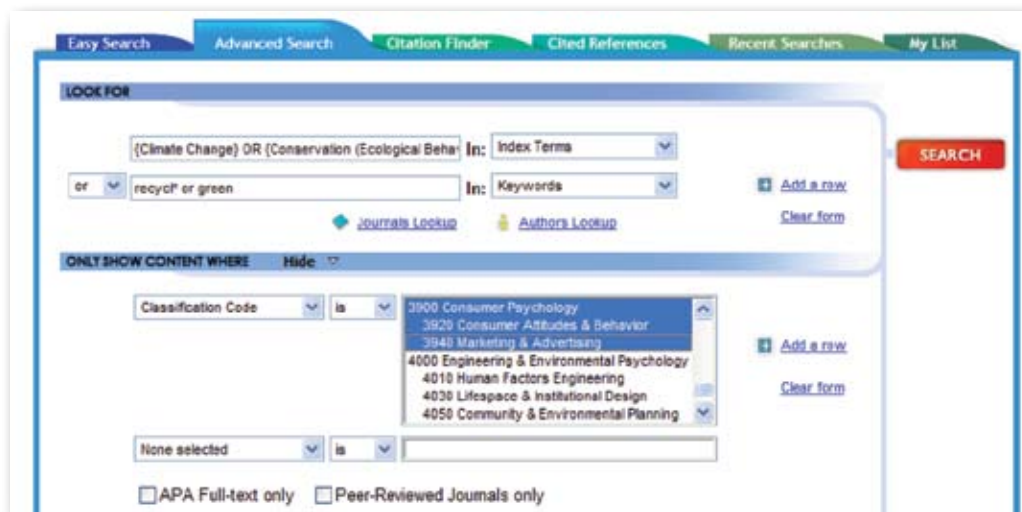 Easy Search Advanced Search Citation Finder Cited References Recent Searches My List
LOOK FOR
{Climate Change} OR {Conservation (Ecological Beha In: Index Terms
SEARCH
or recycl* or green In: Keywords Add a row
Journals Lookup Authors Lookup Clear form
ONLY SHOW CONTENT WHERE Hide
Classification Code is 3900 Consumer Psychology
3920 Consumer Attitudes & Behavior
3940 Marketing & Advertising Add a row
4000 Engineering & Environmental Psychology
4010 Human Factors Engineering Clear form
4030 Lifespace & Institutional Design
4050 Community & Environmental Planning
None selected is
APA Full-text only Peer-Reviewed Journals only